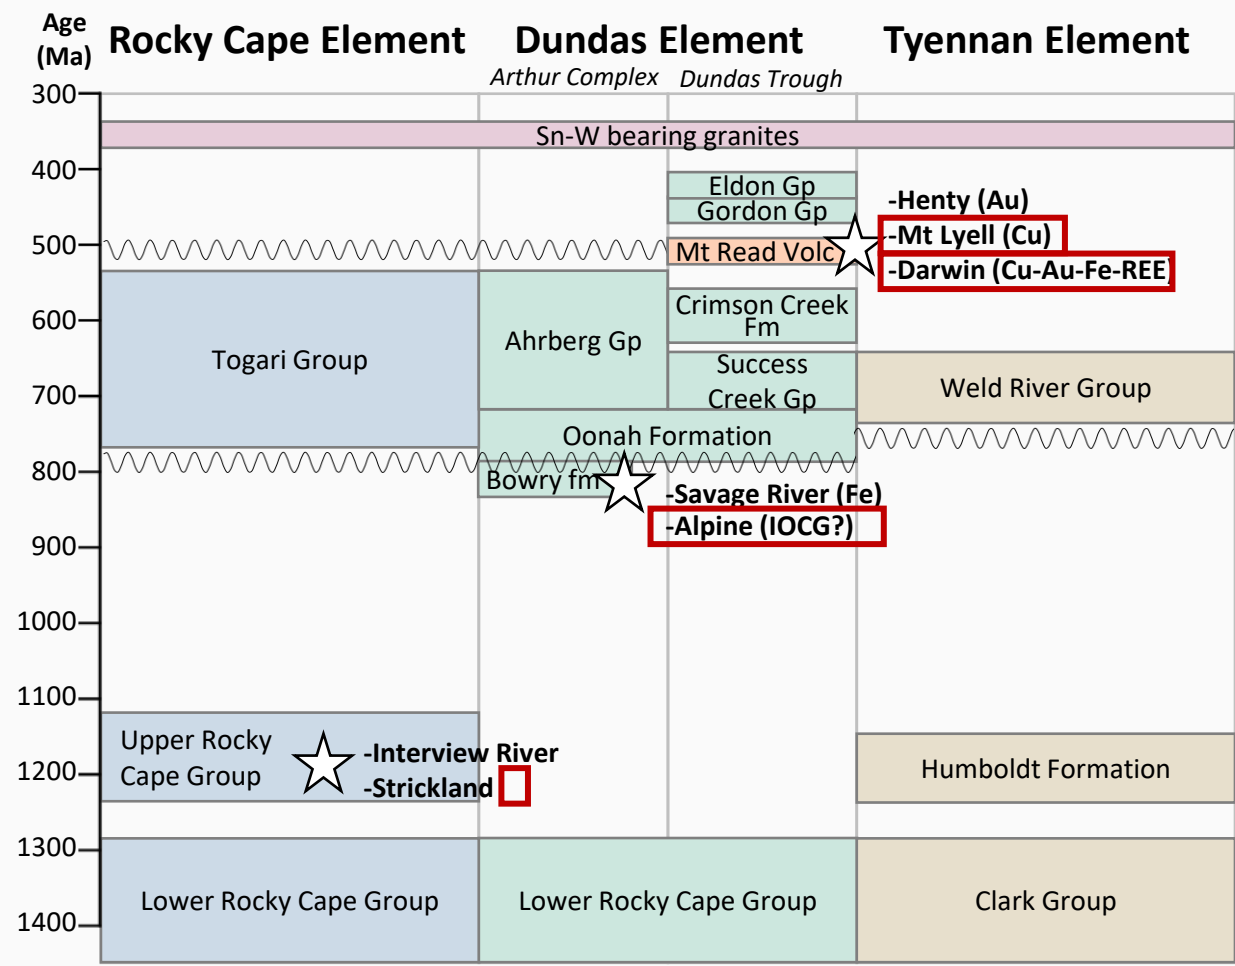 Age
(Ma)
Rocky Cape Element
Dundas Element
Tyennan Element
Arthur Complex
Dundas Trough
300
Sn-W bearing granites
400
Eldon Gp
Gordon Gp
-Henty (Au)
-Mt Lyell (Cu)
500
Mt Read Volc
-Darwin (Cu-Au-Fe-REE)
600
Crimson Creek
Fm
Ahrberg Gp
Togari Group
Success
Creek Gp
Weld River Group
700
Oonah Formation
800
Bowry fm
-Savage River (Fe)
-Alpine (IOCG?)
900
1000
1100
Upper Rocky
Cape Group
-Interview River
-Strickland
1200
Humboldt Formation
1300
Lower Rocky Cape Group
Lower Rocky Cape Group
Clark Group
1400